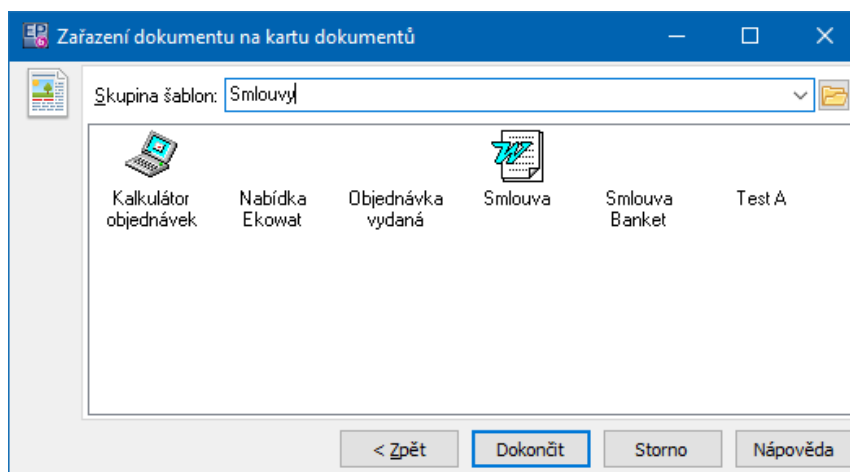 Zařazení dokumentu na kartu dokumentů
Skupina šablon: Smlouvy
Kalkulátor objednávek
Nabídka Ekowat
Objednávka vydaná
Smlouva
Smlouva Banket
Test A
< Zpět Dokončit Storno Nápověda